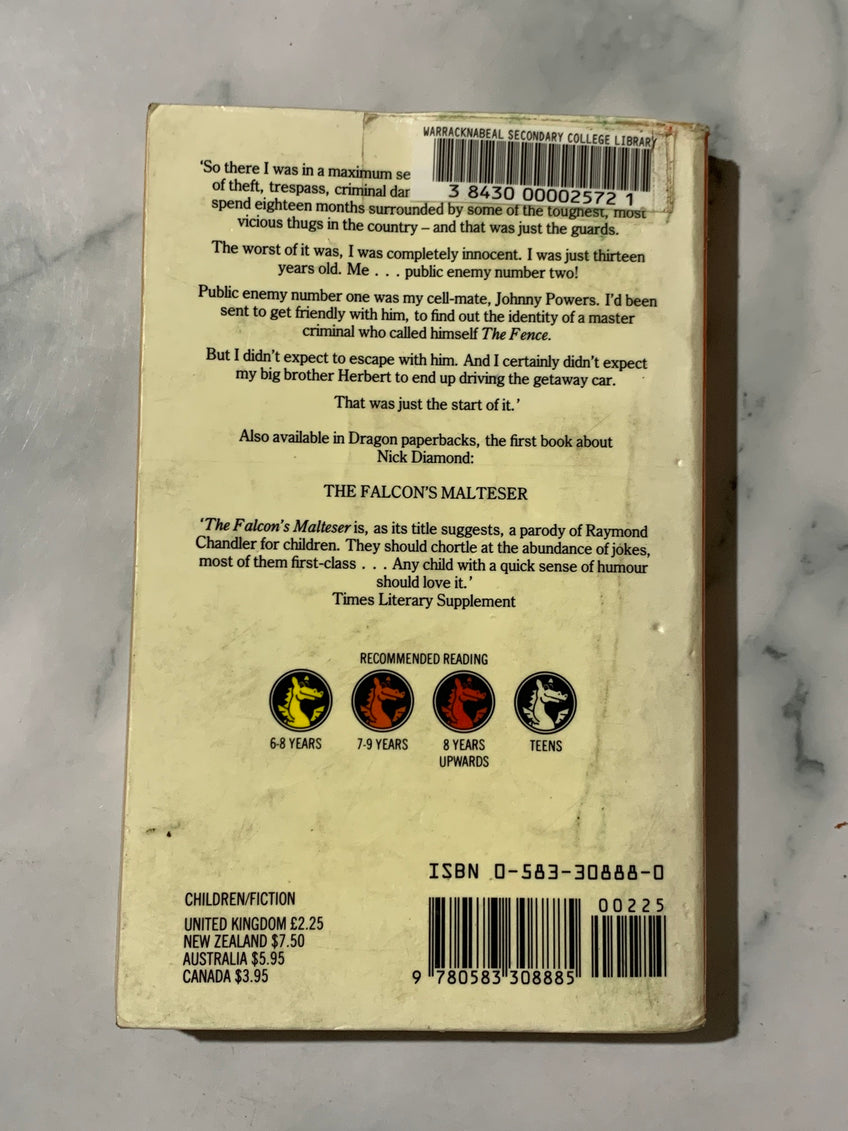 WARRACKNABEAL SECONDARY COLLEGE LIBRARY
3 8430 00002572 1
'So there I was in a maximum se
of theft, trespass, criminal dar
spend eighteen months surrounded by some of the toughest, most
vicious thugs in the country – and that was just the guards.
The worst of it was, I was completely innocent. I was just thirteen
years old. Me . . . public enemy number two!
Public enemy number one was my cell-mate, Johnny Powers. I'd been
sent to get friendly with him, to find out the identity of a master
criminal who called himself The Fence.
But I didn't expect to escape with him. And I certainly didn't expect
my big brother Herbert to end up driving the getaway car.
That was just the start of it.'
Also available in Dragon paperbacks, the first book about
Nick Diamond:
THE FALCON'S MALTESER
'The Falcon's Malteser is, as its title suggests, a parody of Raymond
Chandler for children. They should chortle at the abundance of jokes,
most of them first-class . . . Any child with a quick sense of humour
should love it.'
Times Literary Supplement
RECOMMENDED READING
6-8 YEARS 7-9 YEARS 8 YEARS UPWARDS TEENS
ISBN 0-583-30888-0
CHILDREN/FICTION
UNITED KINGDOM £2.25
NEW ZEALAND $7.50
AUSTRALIA $5.95
CANADA $3.95
00225
9 780583 308885